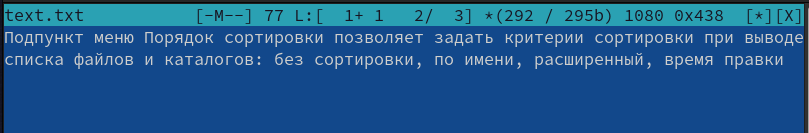 text.txt [-M--] 77 L:[ 1+ 1 2/ 3] *(292 / 295b) 1080 0x438 [*][X]
Подпункт меню Порядок сортировки позволяет задать критерии сортировки при выводе
списка файлов и каталогов: без сортировки, по имени, расширенный, время правки